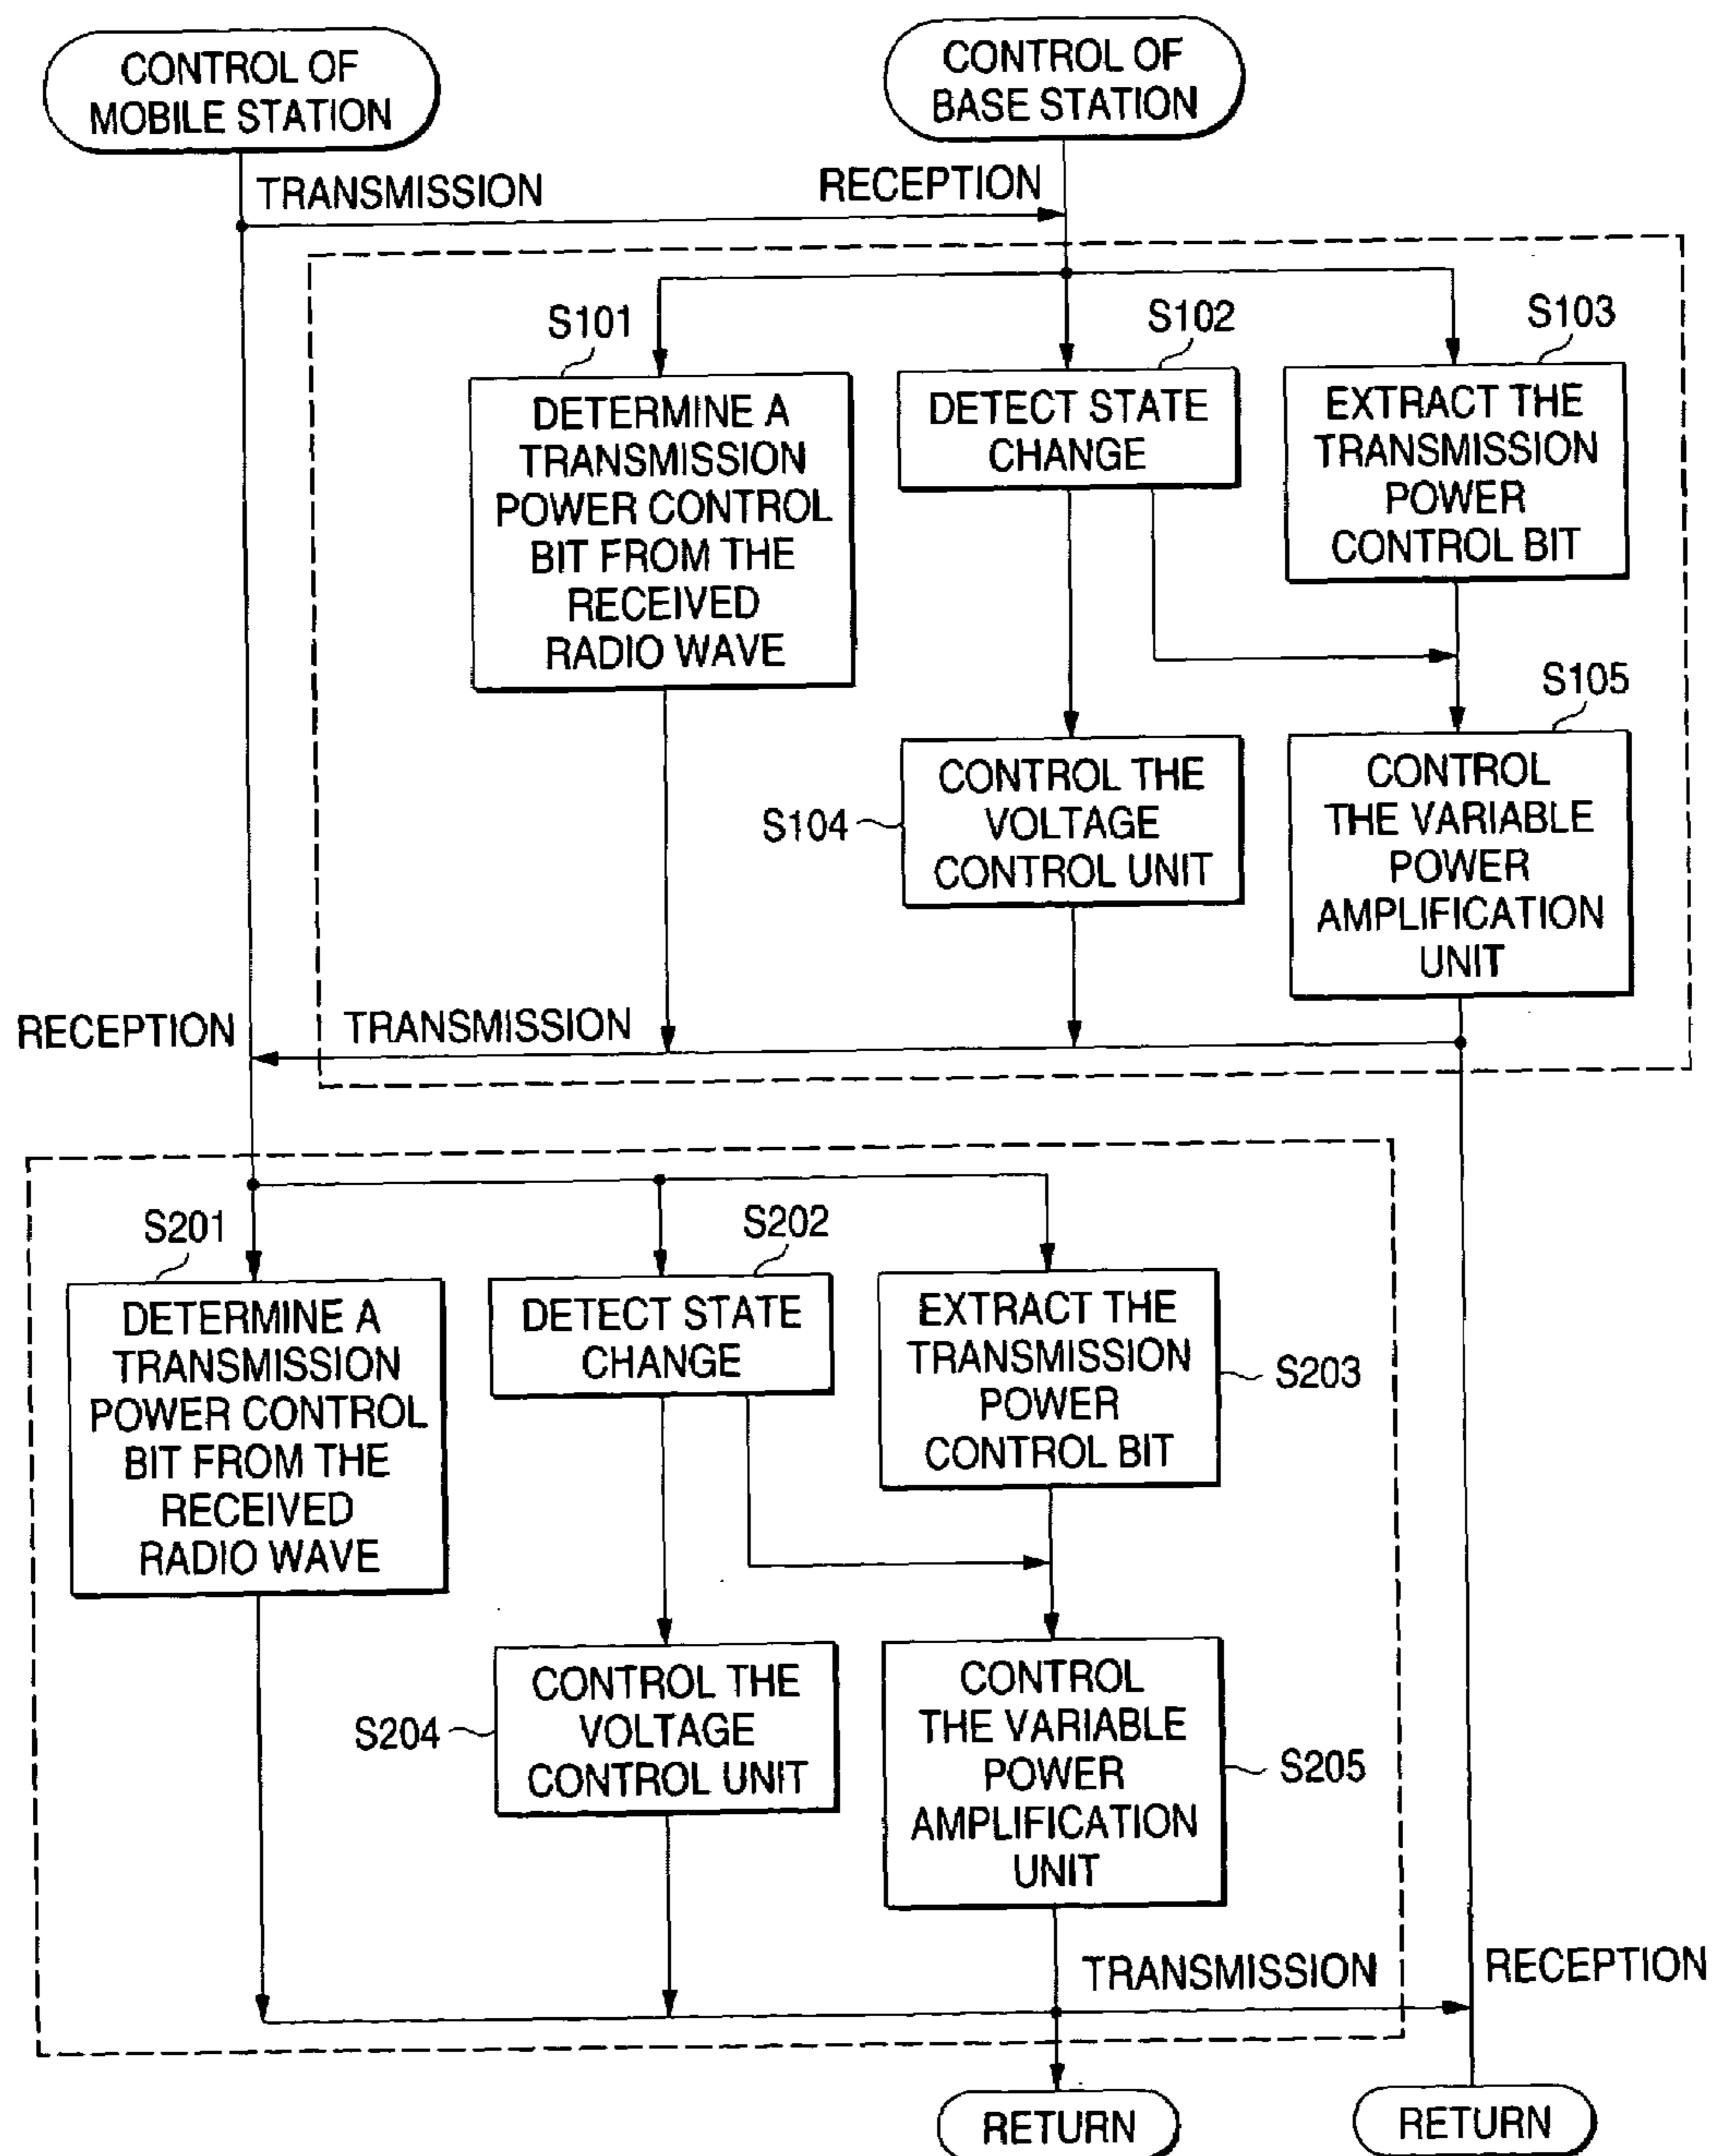 CONTROL OF
MOBILE STATION
CONTROL OF
BASE STATION
TRANSMISSION
RECEPTION
S101
S102
S103
DETERMINE A
TRANSMISSION
POWER CONTROL
BIT FROM THE
RECEIVED
RADIO WAVE
DETECT STATE
CHANGE
EXTRACT THE
TRANSMISSION
POWER
CONTROL BIT
S105
S104
CONTROL THE
VOLTAGE
CONTROL UNIT
CONTROL
THE VARIABLE
POWER
AMPLIFICATION
UNIT
RECEPTION
TRANSMISSION
S201
S202
DETERMINE A
TRANSMISSION
POWER CONTROL
BIT FROM THE
RECEIVED
RADIO WAVE
DETECT STATE
CHANGE
EXTRACT THE
TRANSMISSION
POWER
CONTROL BIT
S203
S204
CONTROL THE
VOLTAGE
CONTROL UNIT
CONTROL
THE VARIABLE
POWER
AMPLIFICATION
UNIT
S205
TRANSMISSION
RECEPTION
RETURN
RETURN